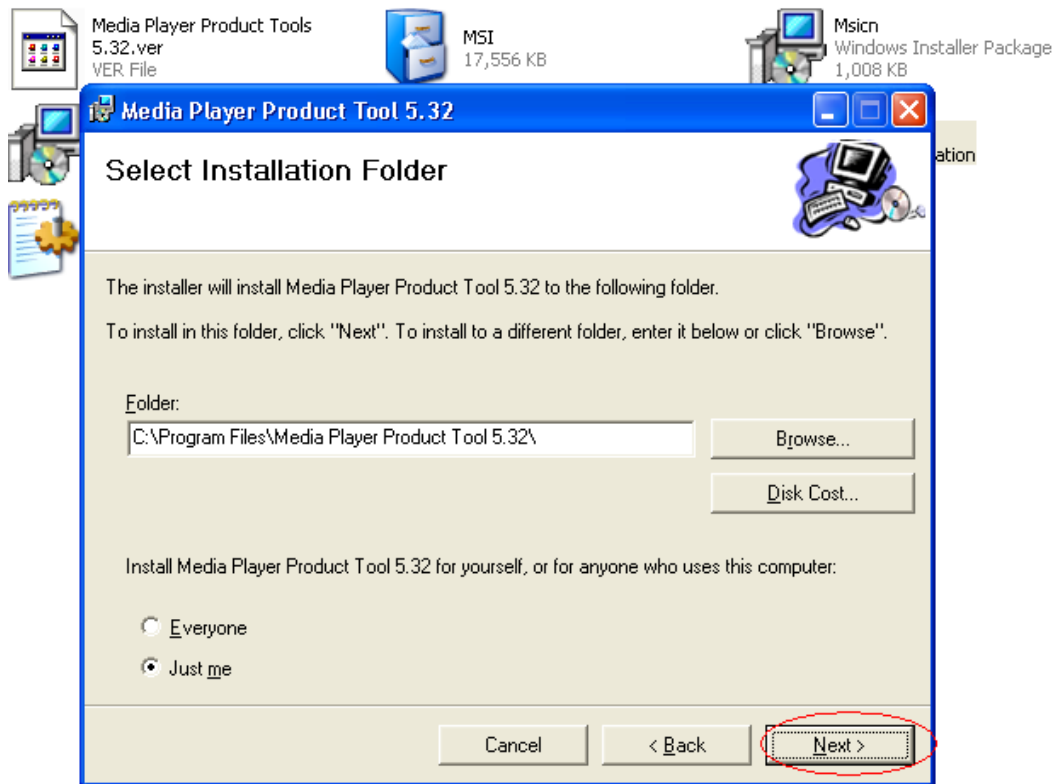 Media Player Product Tools
5.32.ver
VER File
MSI
17,556 KB
Msicn
Windows Installer Package
1,008 KB
Media Player Product Tool 5.32
Select Installation Folder
ation
The installer will install Media Player Product Tool 5.32 to the following folder.
To install in this folder, click "Next". To install to a different folder, enter it below or click "Browse".
Folder:
C:\Program Files\Media Player Product Tool 5.32\
Browse...
Disk Cost...
Install Media Player Product Tool 5.32 for yourself, or for anyone who uses this computer:
Everyone
Just me
Cancel
< Back
Next >